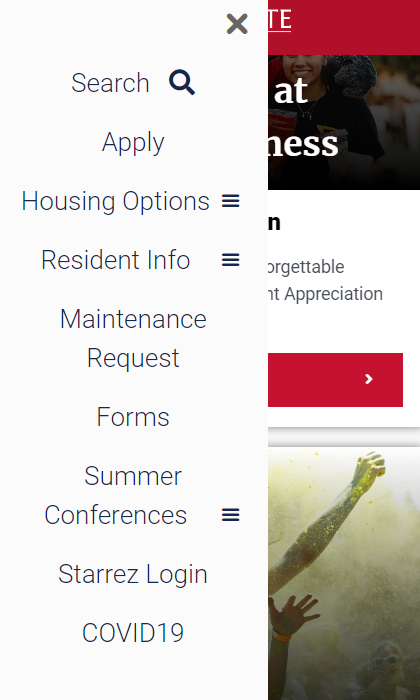 TE
Search
at
Apply
ness
Housing Options
n
Resident Info
orgettable
nt Appreciation
Maintenance
Request
Forms
Summer
Conferences
Starrez Login
COVID19